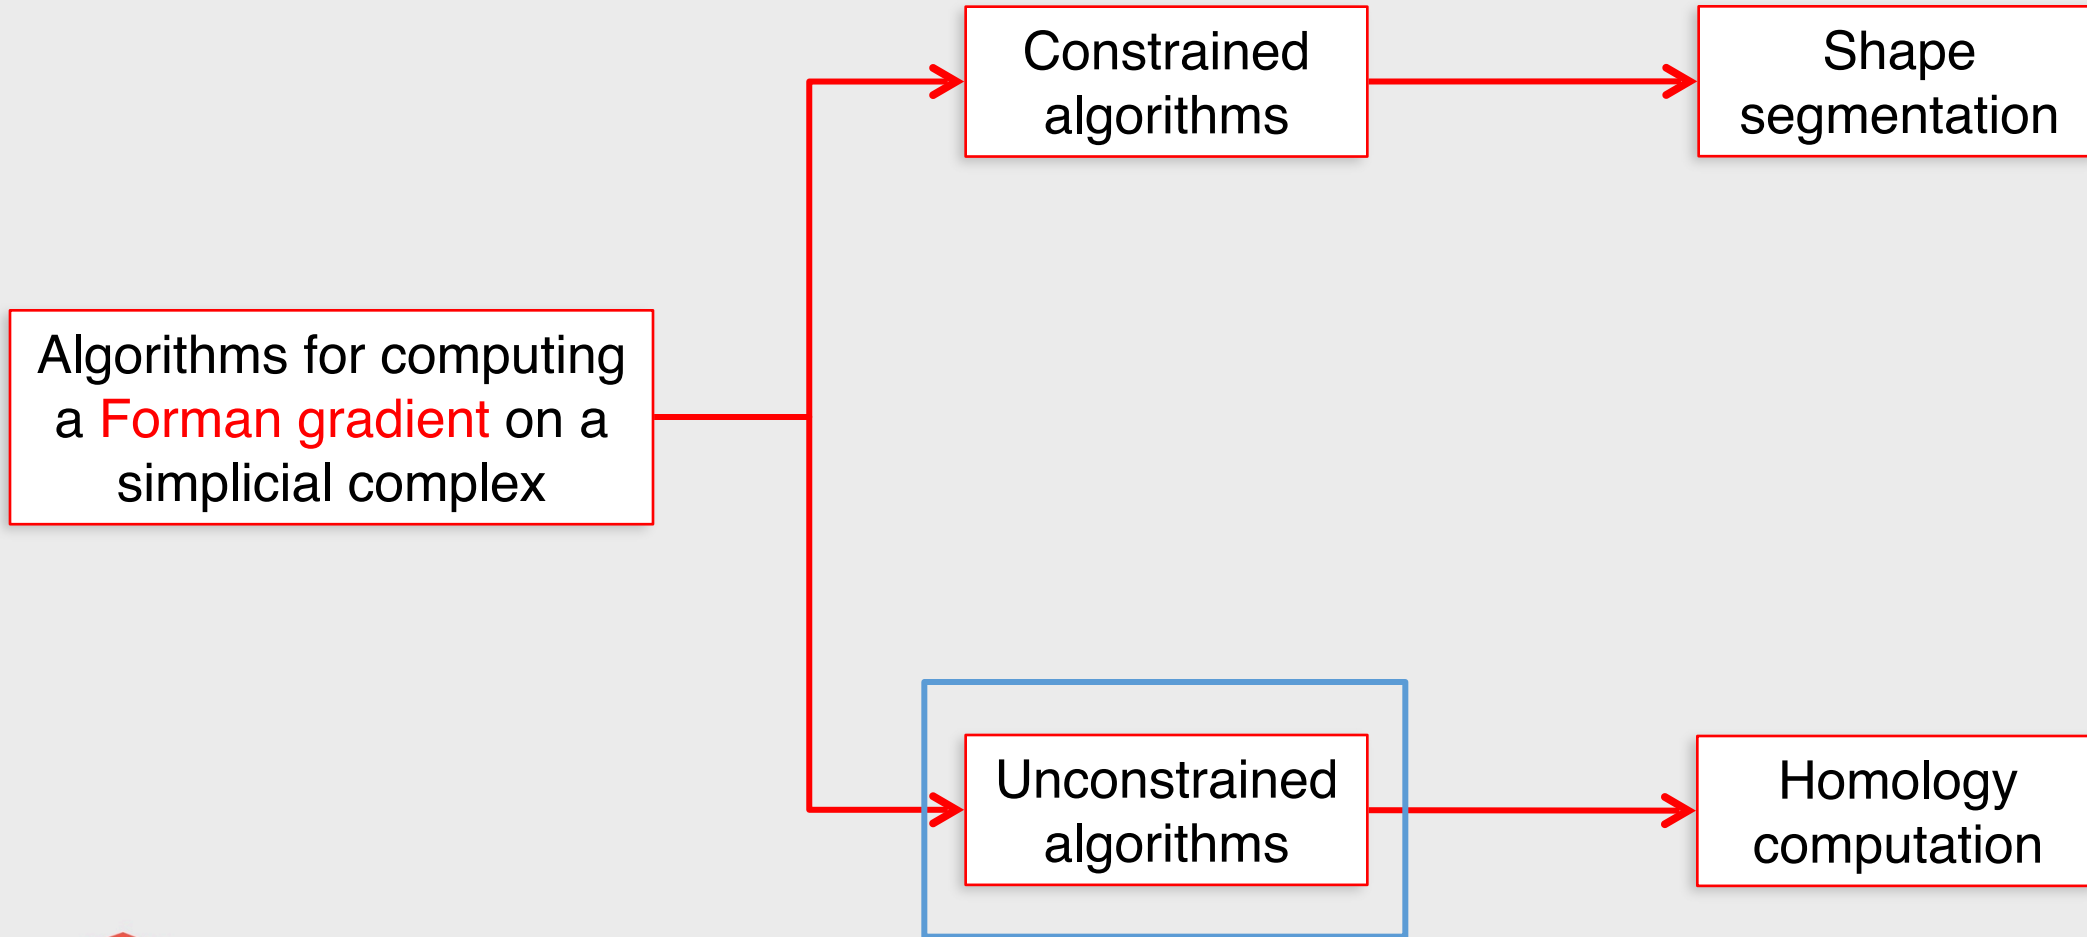 Constrained
algorithms
Shape
segmentation
Algorithms for computing
a Forman gradient on a
simplicial complex
Unconstrained
algorithms
Homology
computation